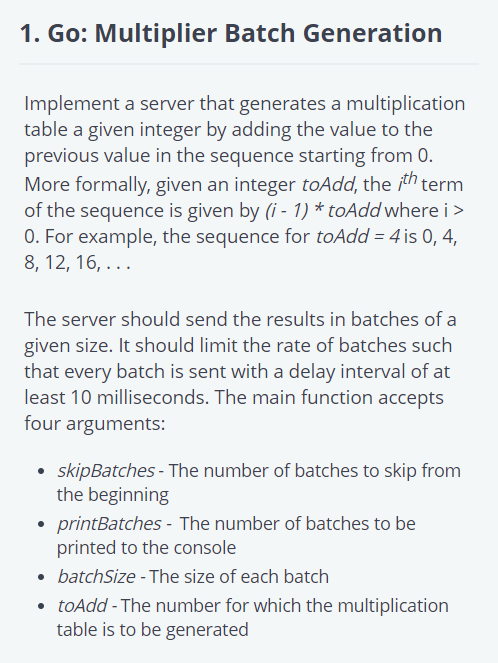 1. Go: Multiplier Batch Generation
Implement a server that generates a multiplication
table a given integer by adding the value to the
previous value in the sequence starting from 0.
More formally, given an integer toAdd, the ith term
of the sequence is given by (i - 1) * toAdd where i >
0. For example, the sequence for toAdd = 4 is 0, 4,
8, 12, 16, . . .
The server should send the results in batches of a
given size. It should limit the rate of batches such
that every batch is sent with a delay interval of at
least 10 milliseconds. The main function accepts
four arguments:
• skipBatches - The number of batches to skip from
the beginning
• printBatches - The number of batches to be
printed to the console
• batchSize - The size of each batch
• toAdd - The number for which the multiplication
table is to be generated